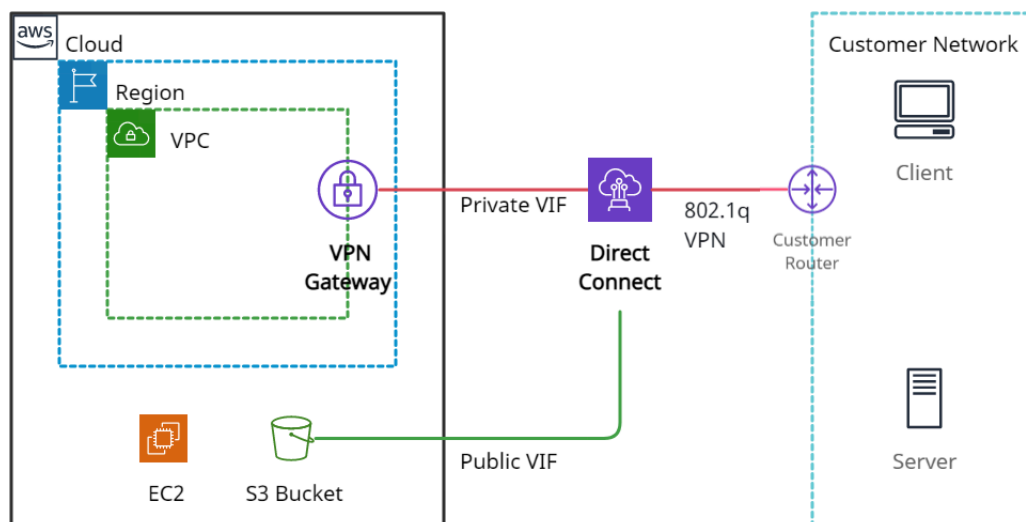 aws
Cloud
Region
VPC
VPN
Gateway
Private VIF
Direct
Connect
802.1q
VPN
Customer
Router
Customer Network
Client
Server
EC2
S3 Bucket
Public VIF